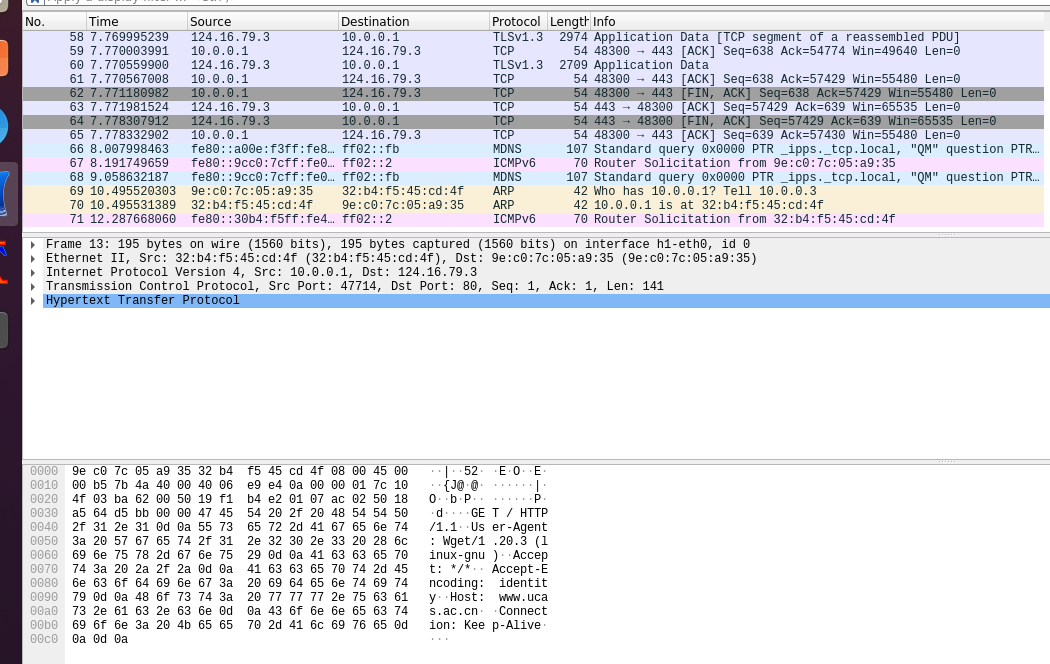 No. Time Source Destination Protocol Length Info
58 7.769995239 124.16.79.3 10.0.0.1 TLSv1.3 2974 Application Data [TCP segment of a reassembled PDU]
59 7.770003991 10.0.0.1 124.16.79.3 TCP 54 48300 → 443 [ACK] Seq=638 Ack=54774 Win=49640 Len=0
60 7.770559900 124.16.79.3 10.0.0.1 TLSv1.3 2709 Application Data
61 7.770567008 10.0.0.1 124.16.79.3 TCP 54 48300 → 443 [ACK] Seq=638 Ack=57429 Win=55480 Len=0
62 7.771180982 10.0.0.1 124.16.79.3 TCP 54 48300 → 443 [FIN, ACK] Seq=638 Ack=57429 Win=55480 Len=0
63 7.771981524 124.16.79.3 10.0.0.1 TCP 54 443 → 48300 [ACK] Seq=57429 Ack=639 Win=65535 Len=0
64 7.778307912 124.16.79.3 10.0.0.1 TCP 54 443 → 48300 [FIN, ACK] Seq=57429 Ack=639 Win=65535 Len=0
65 7.778332902 10.0.0.1 124.16.79.3 TCP 54 48300 → 443 [ACK] Seq=639 Ack=57430 Win=55480 Len=0
66 8.007998463 fe80::a00e:f3ff:fe8… ff02::fb MDNS 107 Standard query 0x0000 PTR _ipps._tcp.local, "QM" question PTR…
67 8.191749659 fe80::9cc0:7cff:fe0… ff02::2 ICMPv6 70 Router Solicitation from 9e:c0:7c:05:a9:35
68 9.058632187 fe80::9cc0:7cff:fe0… ff02::fb MDNS 107 Standard query 0x0000 PTR _ipps._tcp.local, "QM" question PTR…
69 10.495520303 9e:c0:7c:05:a9:35 32:b4:f5:45:cd:4f ARP 42 Who has 10.0.0.1? Tell 10.0.0.3
70 10.495531389 32:b4:f5:45:cd:4f 9e:c0:7c:05:a9:35 ARP 42 10.0.0.1 is at 32:b4:f5:45:cd:4f
71 12.287668060 fe80::30b4:f5ff:fe4… ff02::2 ICMPv6 70 Router Solicitation from 32:b4:f5:45:cd:4f
Frame 13: 195 bytes on wire (1560 bits), 195 bytes captured (1560 bits) on interface h1-eth0, id 0
Ethernet II, Src: 32:b4:f5:45:cd:4f (32:b4:f5:45:cd:4f), Dst: 9e:c0:7c:05:a9:35 (9e:c0:7c:05:a9:35)
Internet Protocol Version 4, Src: 10.0.0.1, Dst: 124.16.79.3
Transmission Control Protocol, Src Port: 47714, Dst Port: 80, Seq: 1, Ack: 1, Len: 141
Hypertext Transfer Protocol
0000 9e c0 7c 05 a9 35 32 b4 f5 45 cd 4f 08 00 45 00 ··|··52· ·E·O··E·
0010 00 b5 7b 4a 40 00 40 06 e9 e4 0a 00 00 01 7c 10 ··{J@·@· ······|·
0020 4f 03 ba 62 00 50 19 f1 b4 e2 01 07 ac 02 50 18 O··b·P·· ······P·
0030 a5 64 d5 bb 00 00 47 45 54 20 2f 20 48 54 54 50 ·d····GE T / HTTP
0040 2f 31 2e 31 0d 0a 55 73 65 72 2d 41 67 65 6e 74 /1.1··Us er-Agent
0050 3a 20 57 67 65 74 2f 31 2e 32 30 2e 33 20 28 6c : Wget/1 .20.3 (l
0060 69 6e 75 78 2d 67 6e 75 29 0d 0a 41 63 63 65 70 inux-gnu )··Accep
0070 74 3a 20 2a 2f 2a 0d 0a 41 63 63 65 70 74 2d 45 t: */*·· Accept-E
0080 6e 63 6f 64 69 6e 67 3a 20 69 64 65 6e 74 69 74 ncoding: identit
0090 79 0d 0a 48 6f 73 74 3a 20 77 77 77 2e 75 63 61 y··Host: www.uca
00a0 73 2e 61 63 2e 63 6e 0d 0a 43 6f 6e 6e 65 63 74 s.ac.cn· ·Connect
00b0 69 6f 6e 3a 20 4b 65 65 70 2d 41 6c 69 76 65 0d ion: Kee p-Alive·
00c0 0a 0d 0a ···